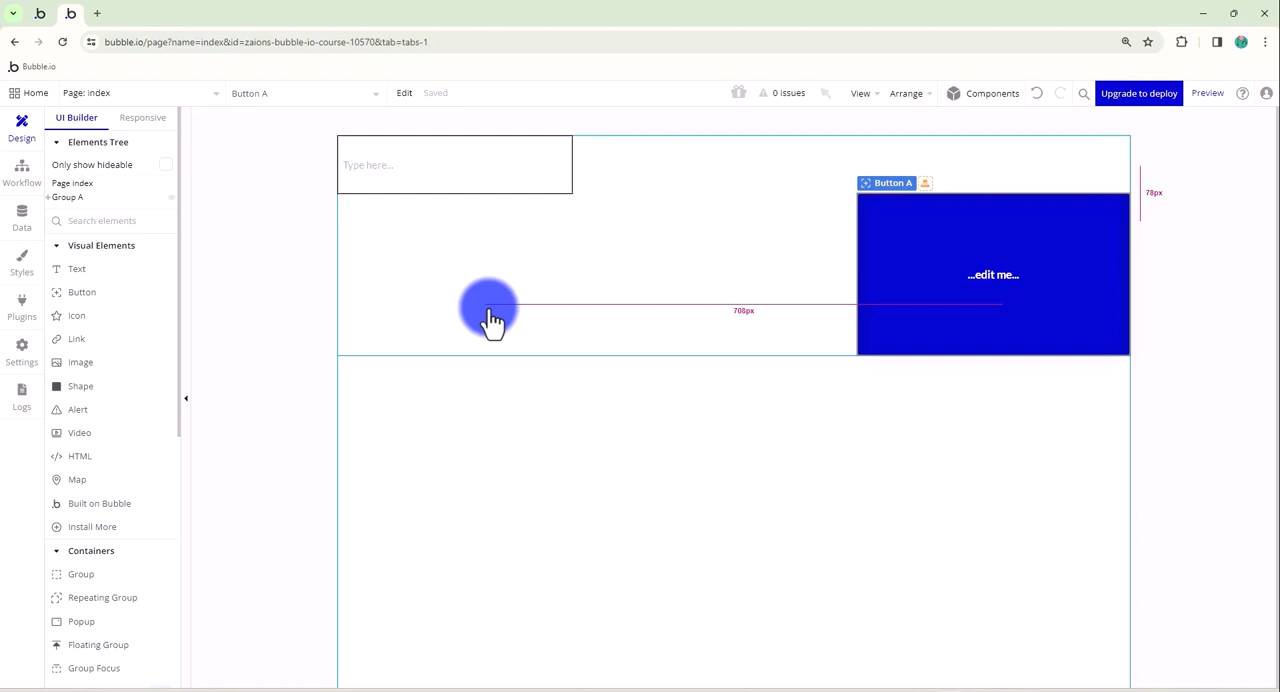 bubble.io/page?name=index&id=zaions-bubble-io-course-10570&tab=tabs-1
Bubble.io
Home Page: index Button A Edit Saved 0 issues View Arrange Components Upgrade to deploy Preview
Design
Workflow
Data
Styles
Plugins
Settings
Logs
UI Builder Responsive
Elements Tree
Only show hideable
Page index
Group A
Search elements
Visual Elements
Text
Button
Icon
Link
Image
Shape
Alert
Video
HTML
Map
Built on Bubble
Install More
Containers
Group
Repeating Group
Popup
Floating Group
Group Focus
Type here...
Button A
78px
...edit me...
708px